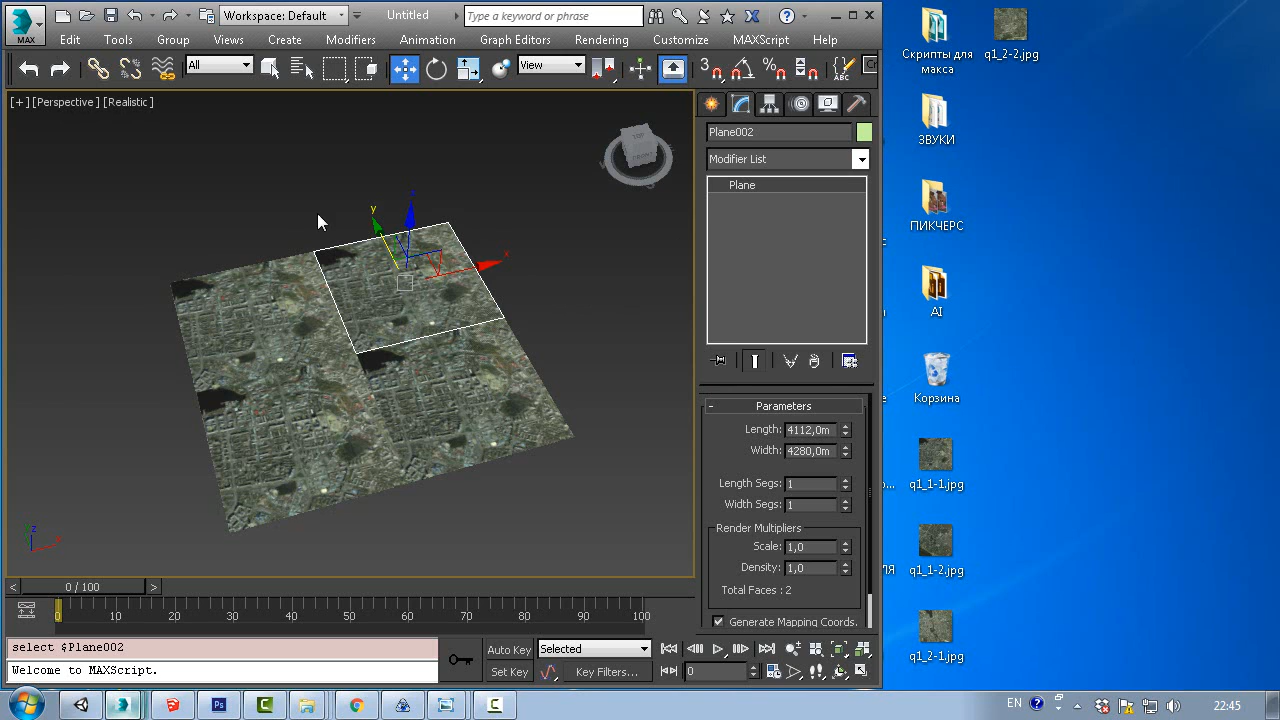 MAX
Workspace: Default
Untitled
Type a keyword or phrase
Edit
Tools
Group
Views
Create
Modifiers
Animation
Graph Editors
Rendering
Customize
MAXScript
Help
All
View
3
%
ABC
[+] [Perspective] [Realistic]
TOP
FRONT
z
y
x
z
Plane002
Modifier List
Plane
Parameters
Length: 4112,0m
Width: 4280,0m
Length Segs: 1
Width Segs: 1
Render Multipliers
Scale: 1,0
Density: 1,0
Total Faces : 2
Generate Mapping Coords.
< 0 / 100 >
0 10 20 30 40 50 60 70 80 90 100
select $Plane002
Welcome to MAXScript.
Auto Key
Selected
Set Key
Key Filters...
0
Скрипты для
макса
q1_2-2.jpg
ЗВУКИ
ПИКЧЕРС
AI
Корзина
q1_1-1.jpg
q1_1-2.jpg
q1_2-1.jpg
Ps
C
C
EN
22:45